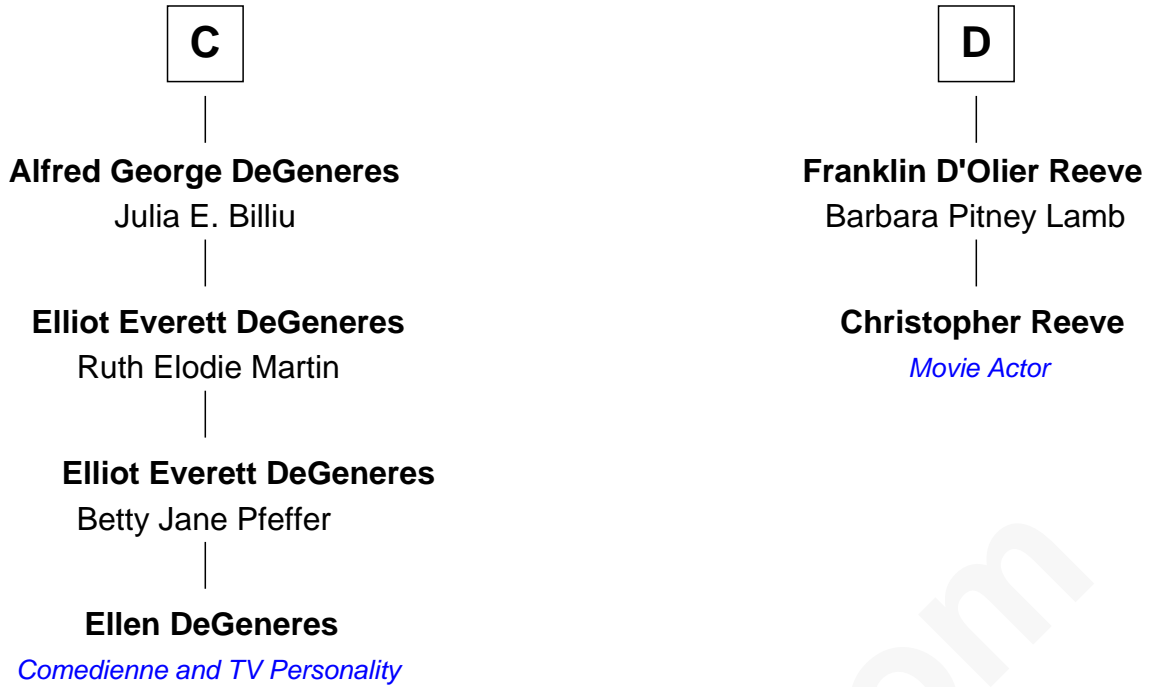 C
Alfred George DeGeneres
Julia E. Billiu
Elliot Everett DeGeneres
Ruth Elodie Martin
Elliot Everett DeGeneres
Betty Jane Pfeffer
Ellen DeGeneres
Comedienne and TV Personality
D
Franklin D'Olier Reeve
Barbara Pitney Lamb
Christopher Reeve
Movie Actor
om